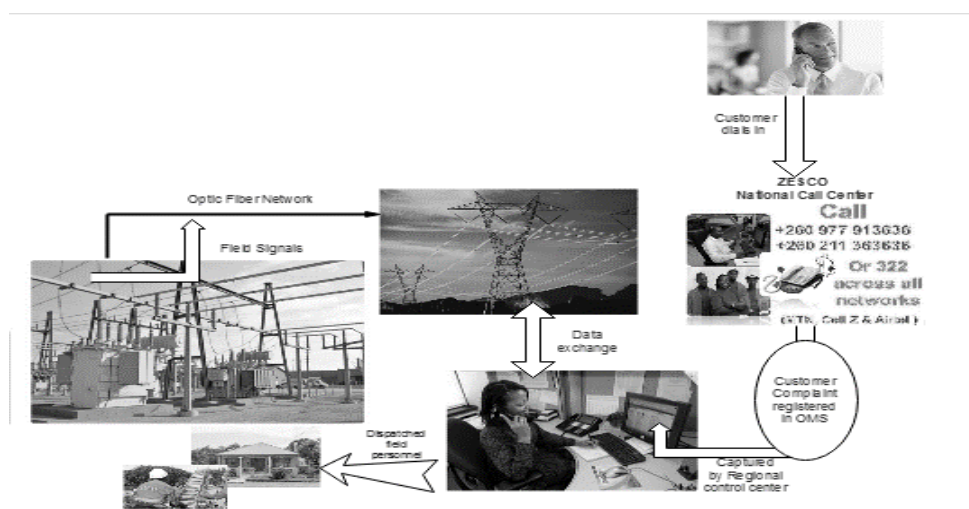 Customer
dials in
ZESCO
National Call Center
Call
+260 977 913636
+260 211 363636
Or 322
across all
networks
(MTN, Cell Z & Airtel)
Optic Fiber Network
Field Signals
Data
exchange
Customer
Complaint
registered
in OMS
Dispatched
field
personnel
Captured
by Regional
control center